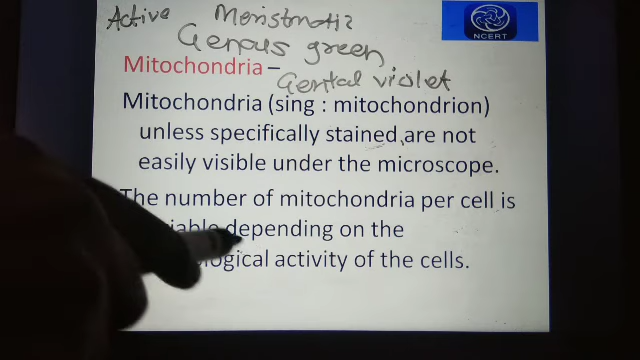 Active Meristmatic
Genous green
NCERT
Mitochondria –
Gental violet
Mitochondria (sing : mitochondrion)
unless specifically stained, are not
easily visible under the microscope.
The number of mitochondria per cell is
depending on the
activity of the cells.